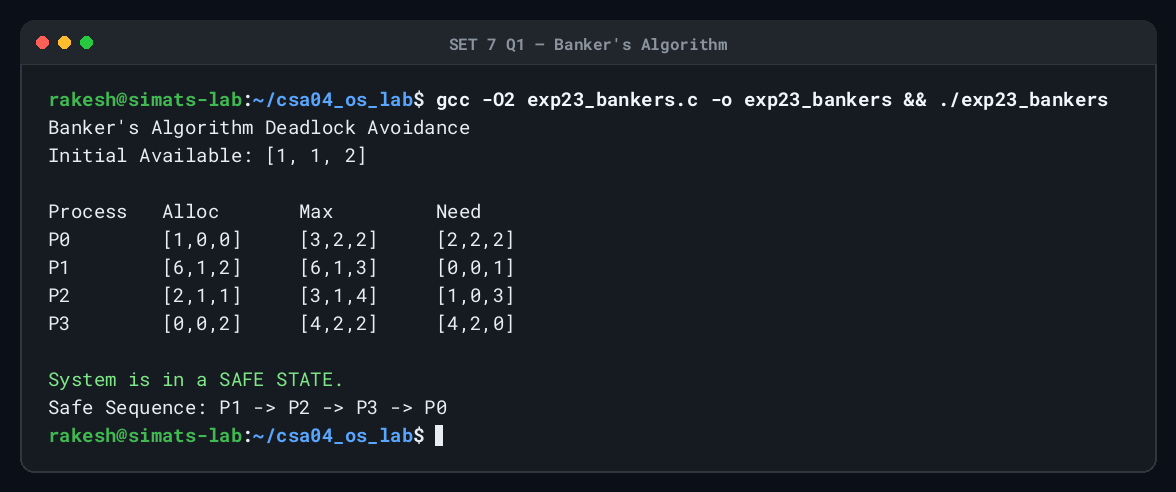 SET 7 Q1 — Banker's Algorithm
rakesh@simats-lab:~/csa04_os_lab$ gcc -O2 exp23_bankers.c -o exp23_bankers && ./exp23_bankers
Banker's Algorithm Deadlock Avoidance
Initial Available: [1, 1, 2]
Process   Alloc       Max         Need
P0        [1,0,0]     [3,2,2]     [2,2,2]
P1        [6,1,2]     [6,1,3]     [0,0,1]
P2        [2,1,1]     [3,1,4]     [1,0,3]
P3        [0,0,2]     [4,2,2]     [4,2,0]
System is in a SAFE STATE.
Safe Sequence: P1 -> P2 -> P3 -> P0
rakesh@simats-lab:~/csa04_os_lab$